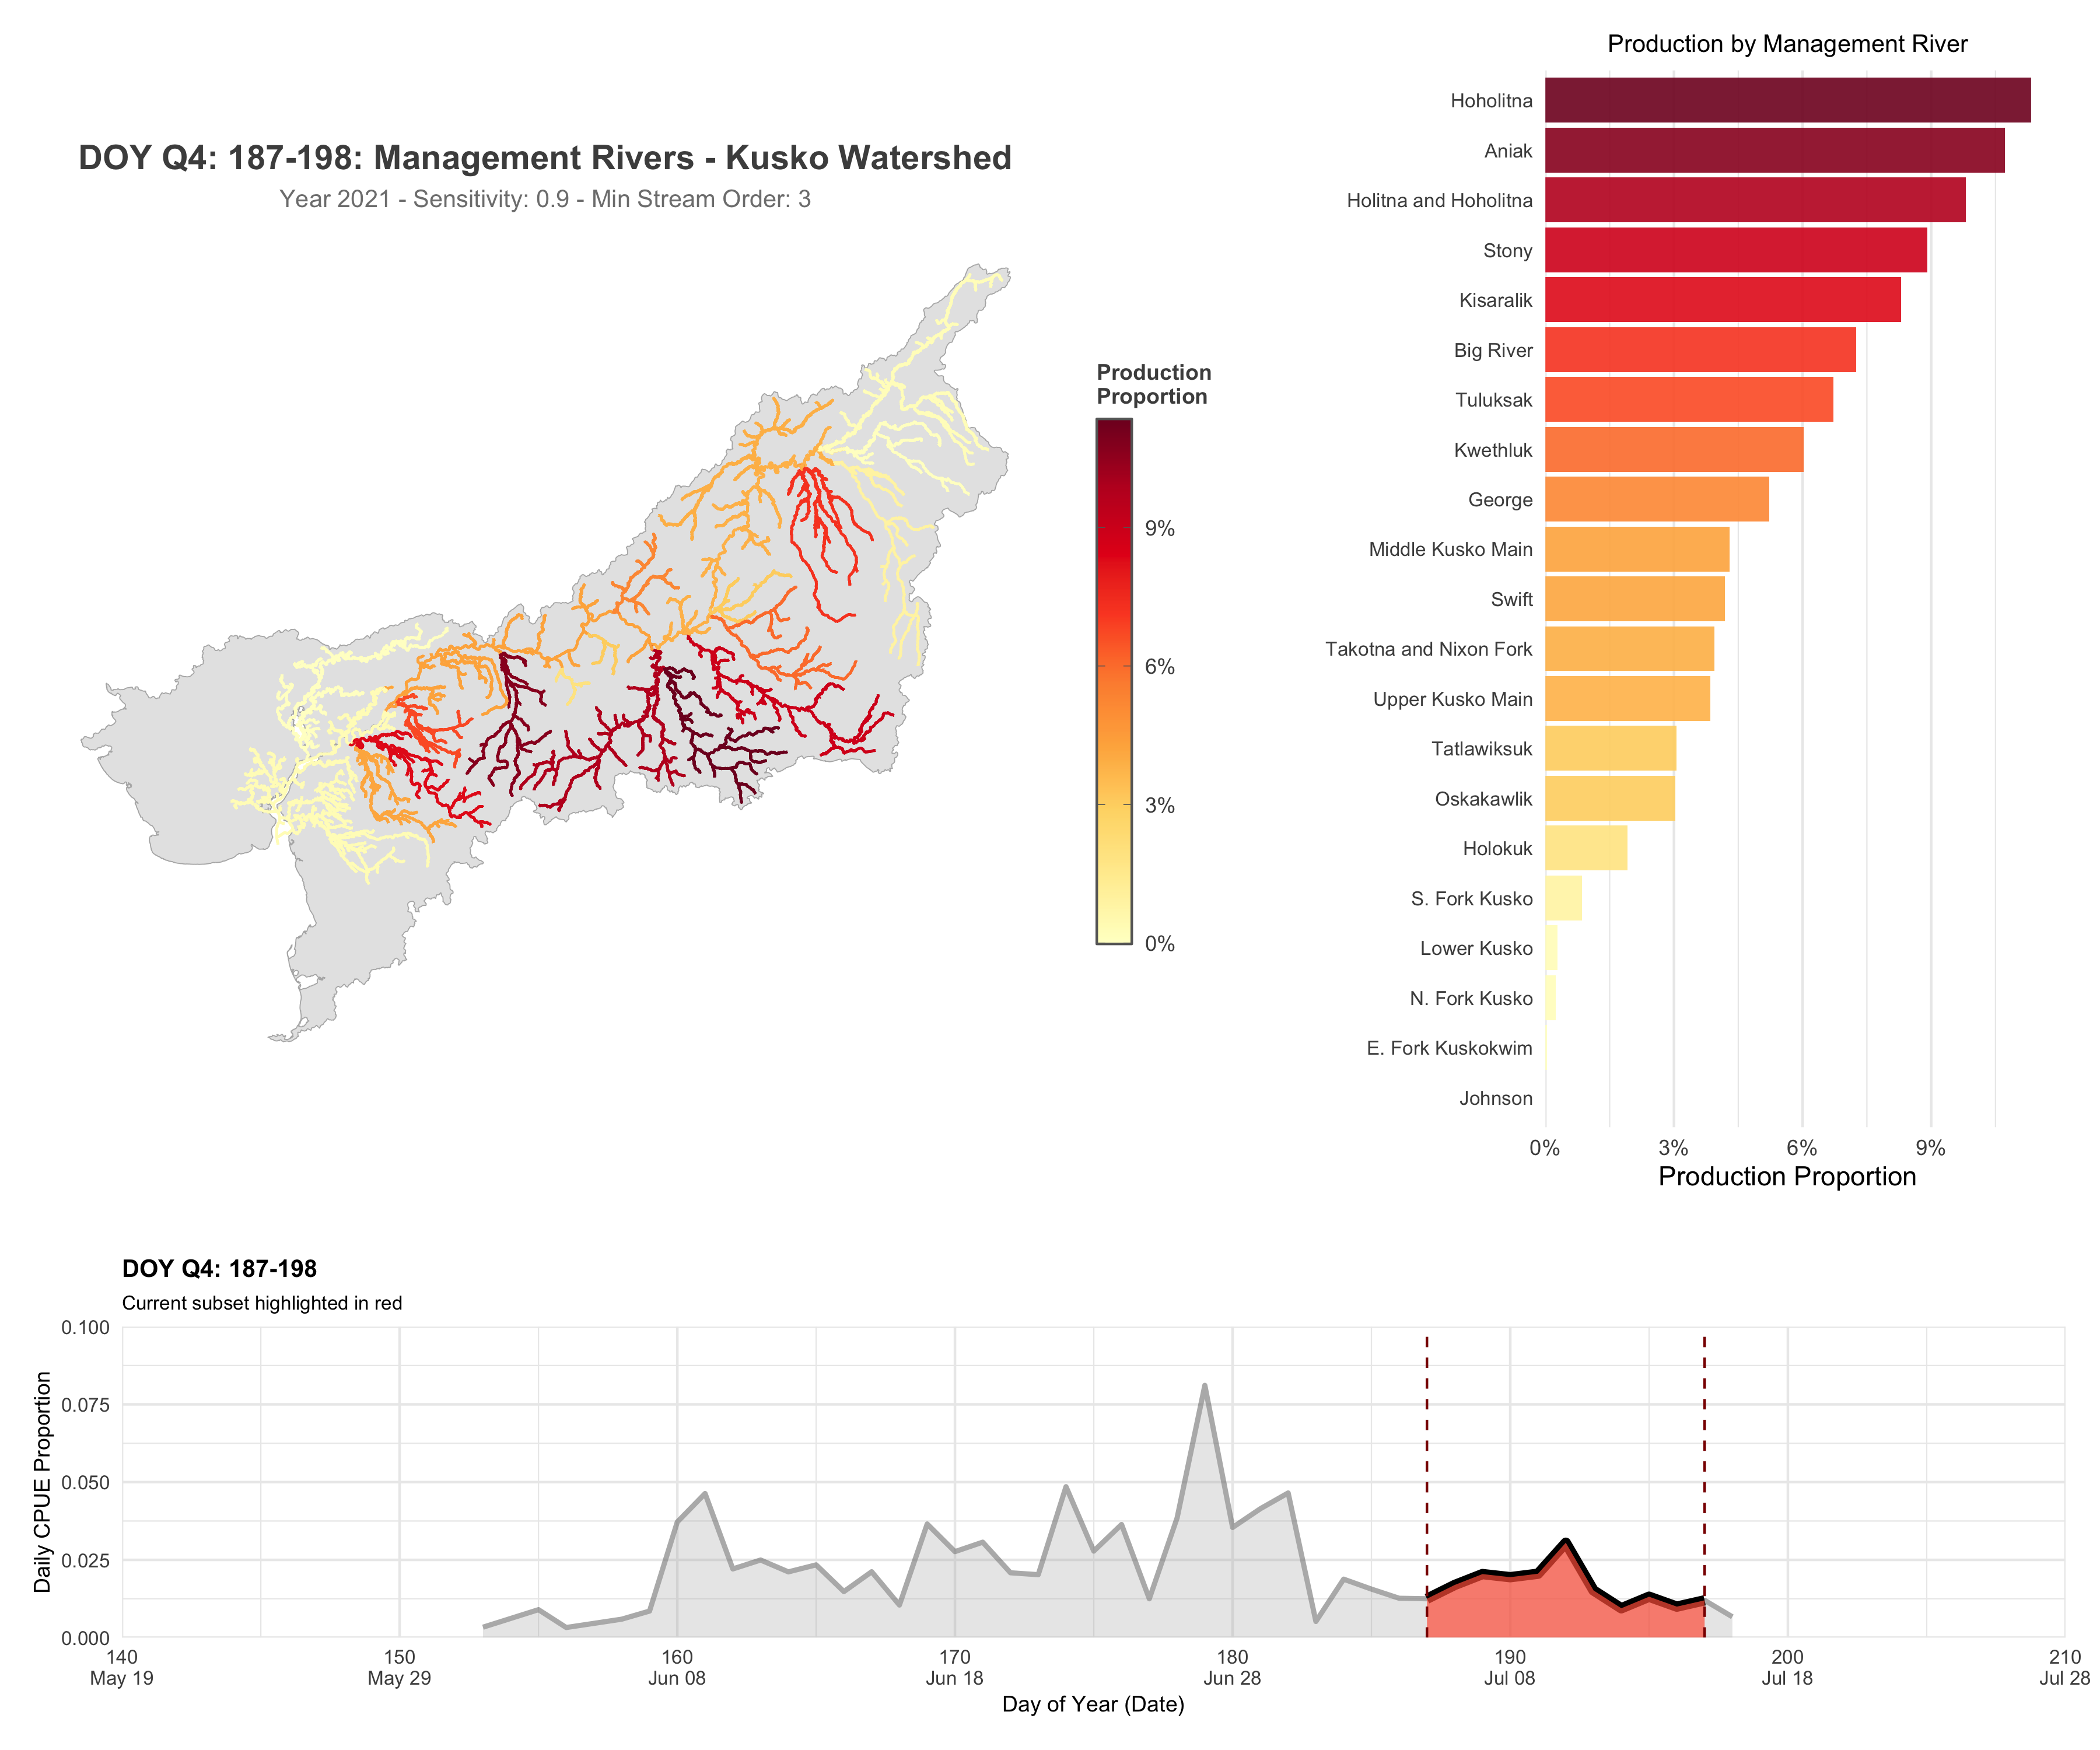 DOY Q4: 187-198: Management Rivers - Kusko Watershed
Year 2021 - Sensitivity: 0.9 - Min Stream Order: 3
Production
Proportion
9%
6%
3%
0%
Production by Management River
Hoholitna
Aniak
Holitna and Hoholitna
Stony
Kisaralik
Big River
Tuluksak
Kwethluk
George
Middle Kusko Main
Swift
Takotna and Nixon Fork
Upper Kusko Main
Tatlawiksuk
Oskakawlik
Holokuk
S. Fork Kusko
Lower Kusko
N. Fork Kusko
E. Fork Kuskokwim
Johnson
0% 3% 6% 9%
Production Proportion
DOY Q4: 187-198
Current subset highlighted in red
Daily CPUE Proportion
0.100
0.075
0.050
0.025
0.000
140 150 160 170 180 190 200 210
May 19 May 29 Jun 08 Jun 18 Jun 28 Jul 08 Jul 18 Jul 28
Day of Year (Date)